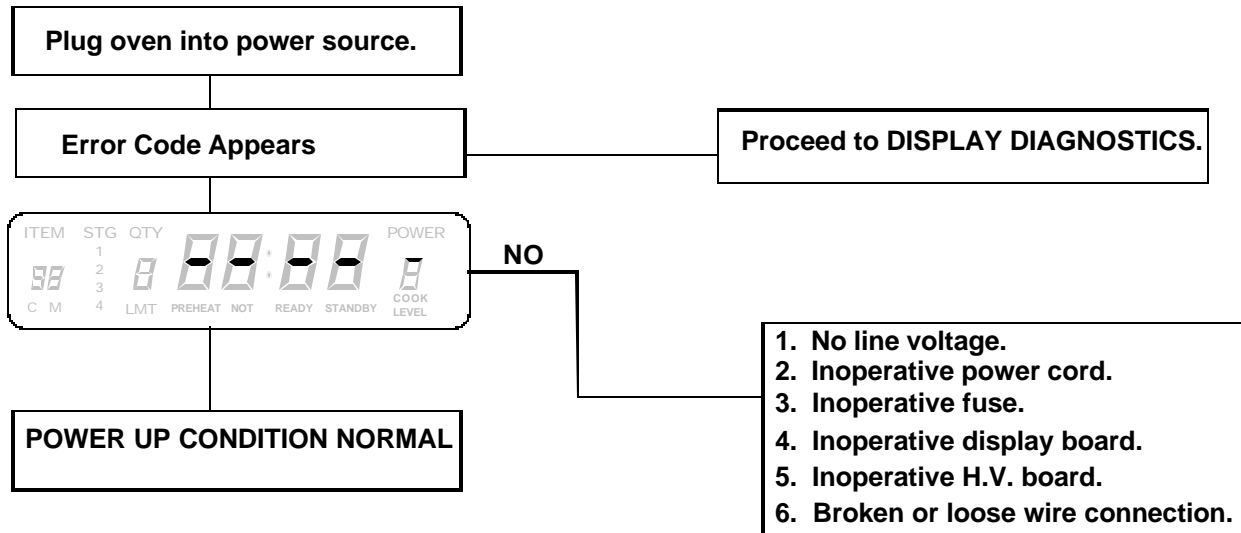 Plug oven into power source.
Error Code Appears
Proceed to DISPLAY DIAGNOSTICS.
ITEM STG QTY POWER
1
2
3
4
C M LMT PREHEAT NOT READY STANDBY COOK LEVEL
NO
POWER UP CONDITION NORMAL
1. No line voltage.
2. Inoperative power cord.
3. Inoperative fuse.
4. Inoperative display board.
5. Inoperative H.V. board.
6. Broken or loose wire connection.